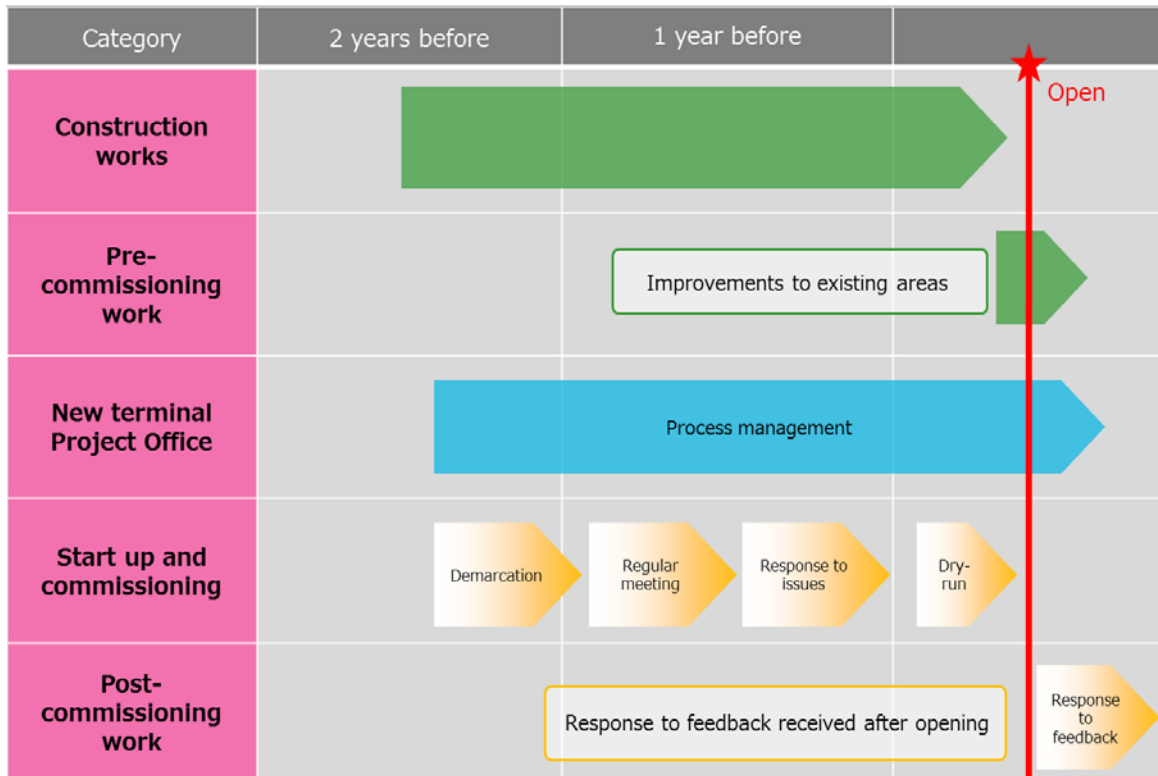 Category
2 years before
1 year before
Open
Construction
works
Pre-
commissioning
work
Improvements to existing areas
New terminal
Project Office
Process management
Start up and
commissioning
Demarcation
Regular
meeting
Response to
issues
Dry-
run
Post-
commissioning
work
Response to feedback received after opening
Response
to
feedback